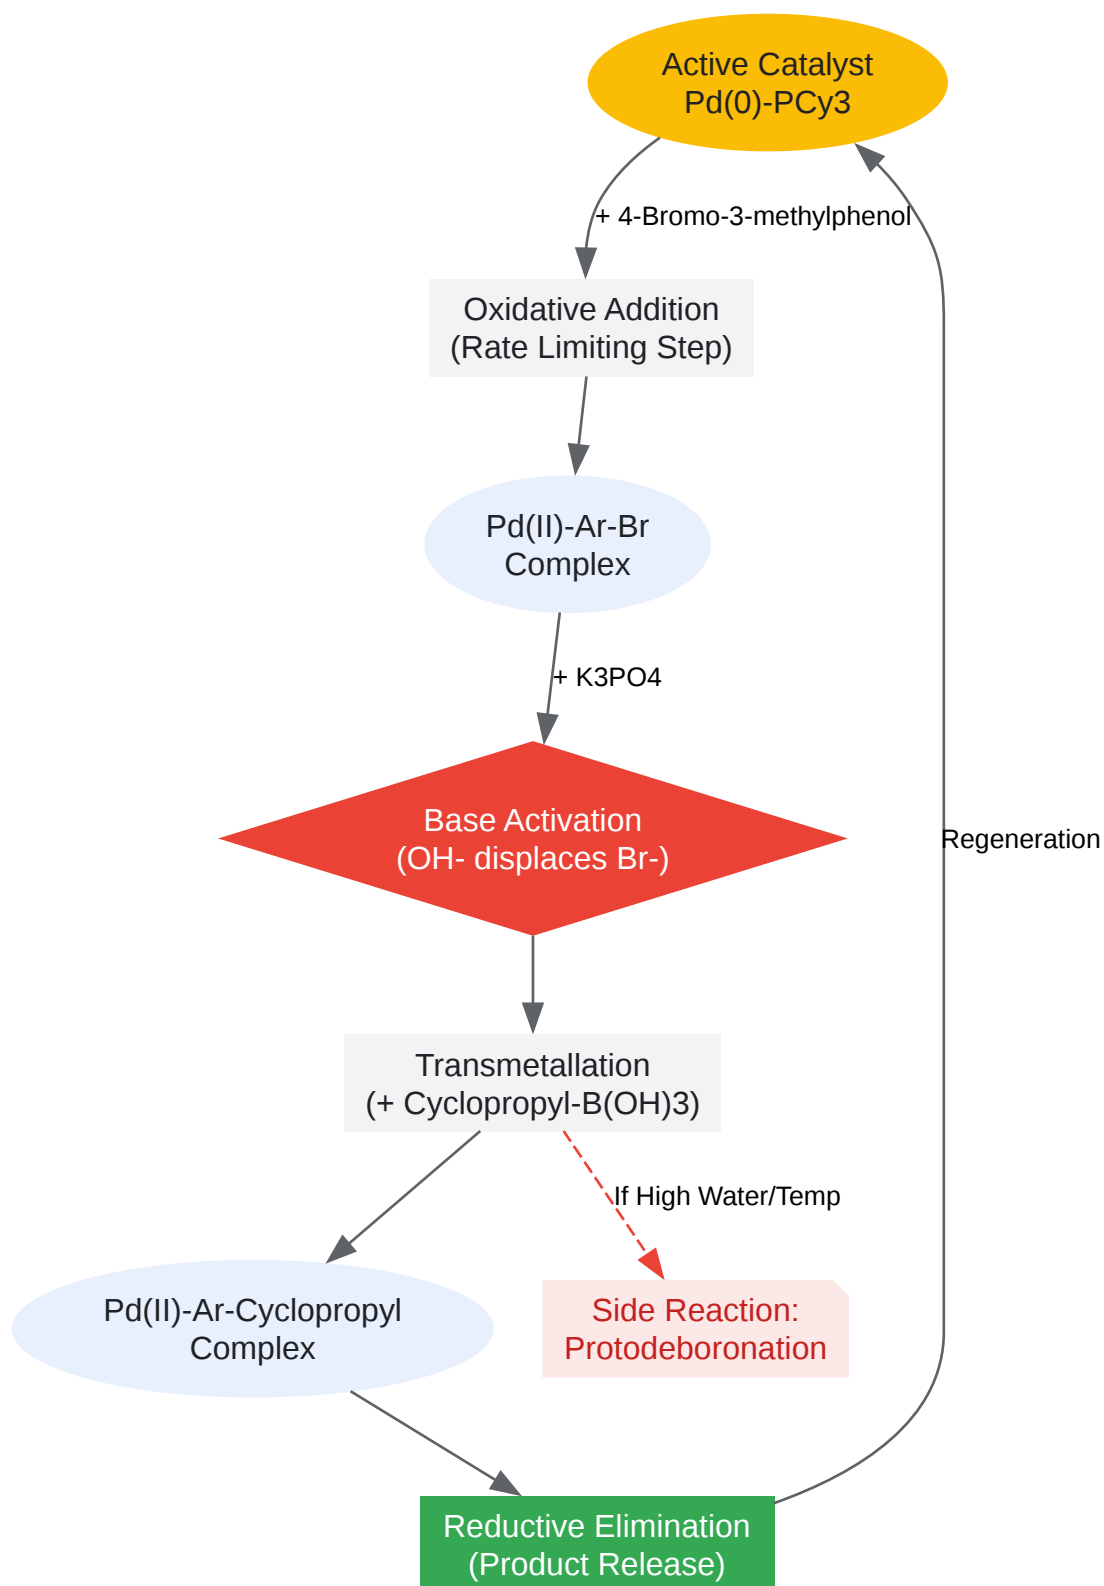 Active Catalyst
Pd(0)-PCy3
+ 4-Bromo-3-methylphenol
Oxidative Addition
(Rate Limiting Step)
Pd(II)-Ar-Br
Complex
+ K3PO4
Base Activation
(OH- displaces Br-)
Regeneration
Transmetallation
(+ Cyclopropyl-B(OH)3)
If High Water/Temp
Pd(II)-Ar-Cyclopropyl
Complex
Side Reaction:
Protodeboronation
Reductive Elimination
(Product Release)